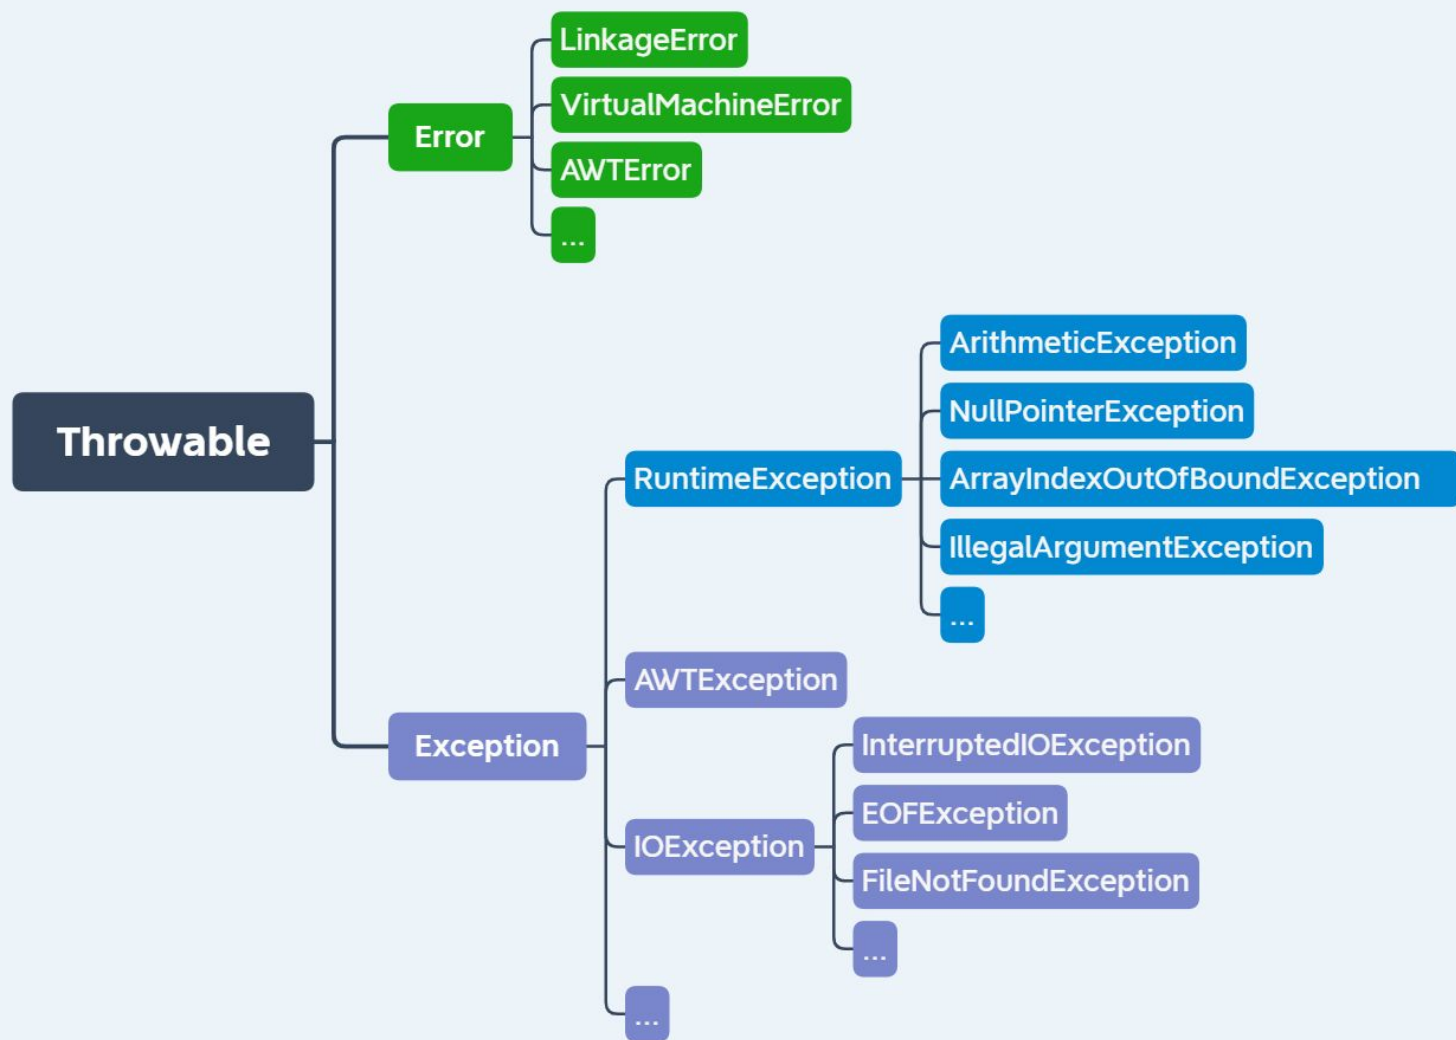 Throwable
Error
LinkageError
VirtualMachineError
AWTError
...
Exception
RuntimeException
ArithmeticException
NullPointerException
ArrayIndexOutOfBoundException
IllegalArgumentException
...
AWTException
IOException
InterruptedIOException
EOFException
FileNotFoundException
...
...